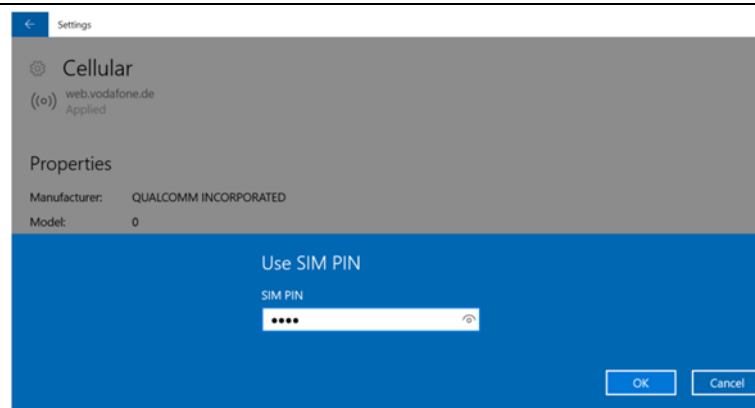 Settings
Cellular
web.vodafone.de
Applied
Properties
Manufacturer: QUALCOMM INCORPORATED
Model: 0
Use SIM PIN
SIM PIN
••••
OK Cancel